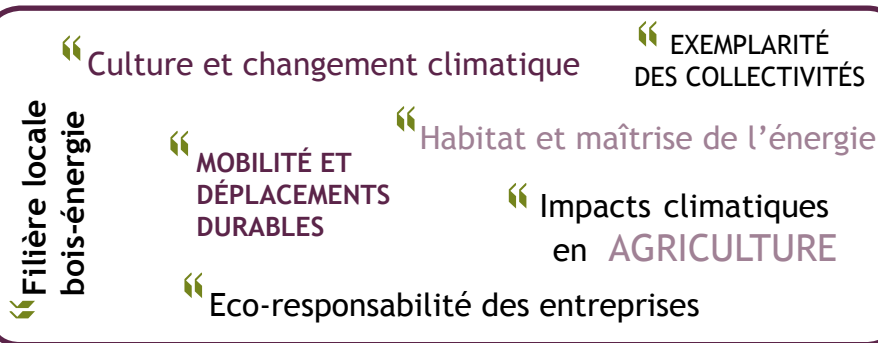 “Culture et changement climatique
“ EXEMPLARITÉ
DES COLLECTIVITÉS
“Filière locale
bois-énergie
“MOBILITÉ ET
DÉPLACEMENTS
DURABLES
“Habitat et maîtrise de l’énergie
“ Impacts climatiques
en AGRICULTURE
“Eco-responsabilité des entreprises